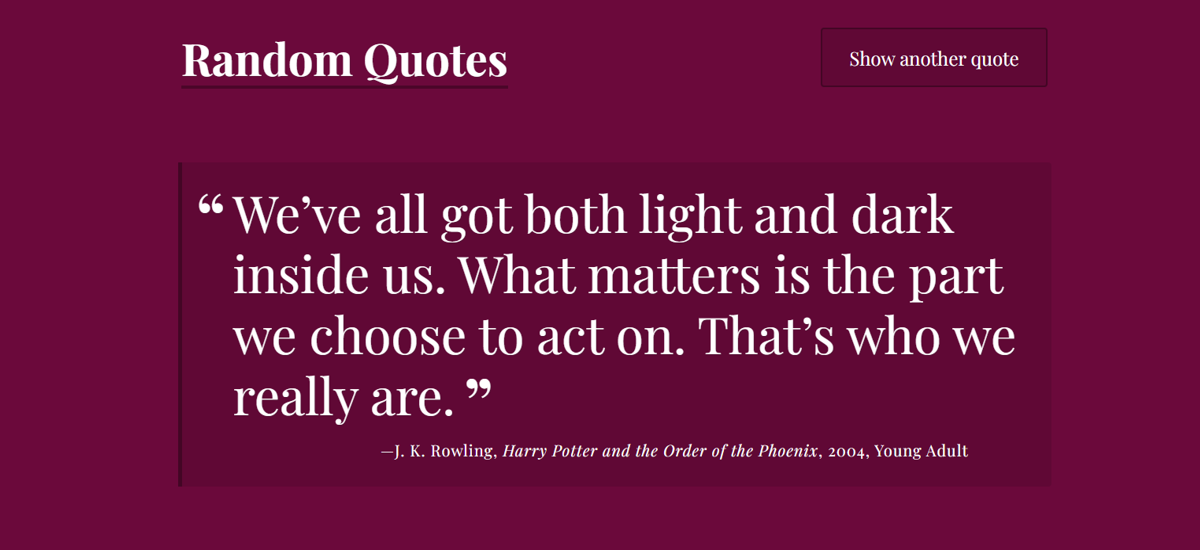 Random Quotes
Show another quote
“ We’ve all got both light and dark
inside us. What matters is the part
we choose to act on. That’s who we
really are. ”
—J. K. Rowling, Harry Potter and the Order of the Phoenix, 2004, Young Adult